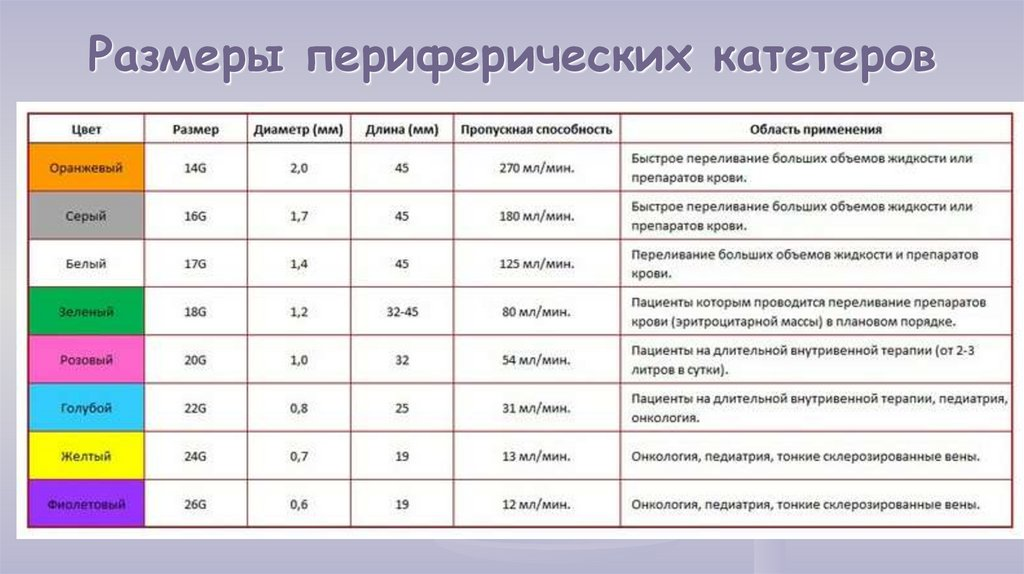 Размеры периферических катетеров
Цвет Размер Диаметр (мм) Длина (мм) Пропускная способность Область применения
Оранжевый 14G 2,0 45 270 мл/мин. Быстрое переливание больших объемов жидкости или
препаратов крови.
Серый 16G 1,7 45 180 мл/мин. Быстрое переливание больших объемов жидкости или
препаратов крови.
Белый 17G 1,4 45 125 мл/мин. Переливание больших объемов жидкости и препаратов
крови.
Зеленый 18G 1,2 32-45 80 мл/мин. Пациенты которым проводится переливание препаратов
крови (эритроцитарной массы) в плановом порядке.
Розовый 20G 1,0 32 54 мл/мин. Пациенты на длительной внутривенной терапии (от 2-3
литров в сутки).
Голубой 22G 0,8 25 31 мл/мин. Пациенты на длительной внутривенной терапии, педиатрия,
онкология.
Желтый 24G 0,7 19 13 мл/мин. Онкология, педиатрия, тонкие склерозированные вены.
Фиолетовый 26G 0,6 19 12 мл/мин. Онкология, педиатрия, тонкие склерозированные вены.